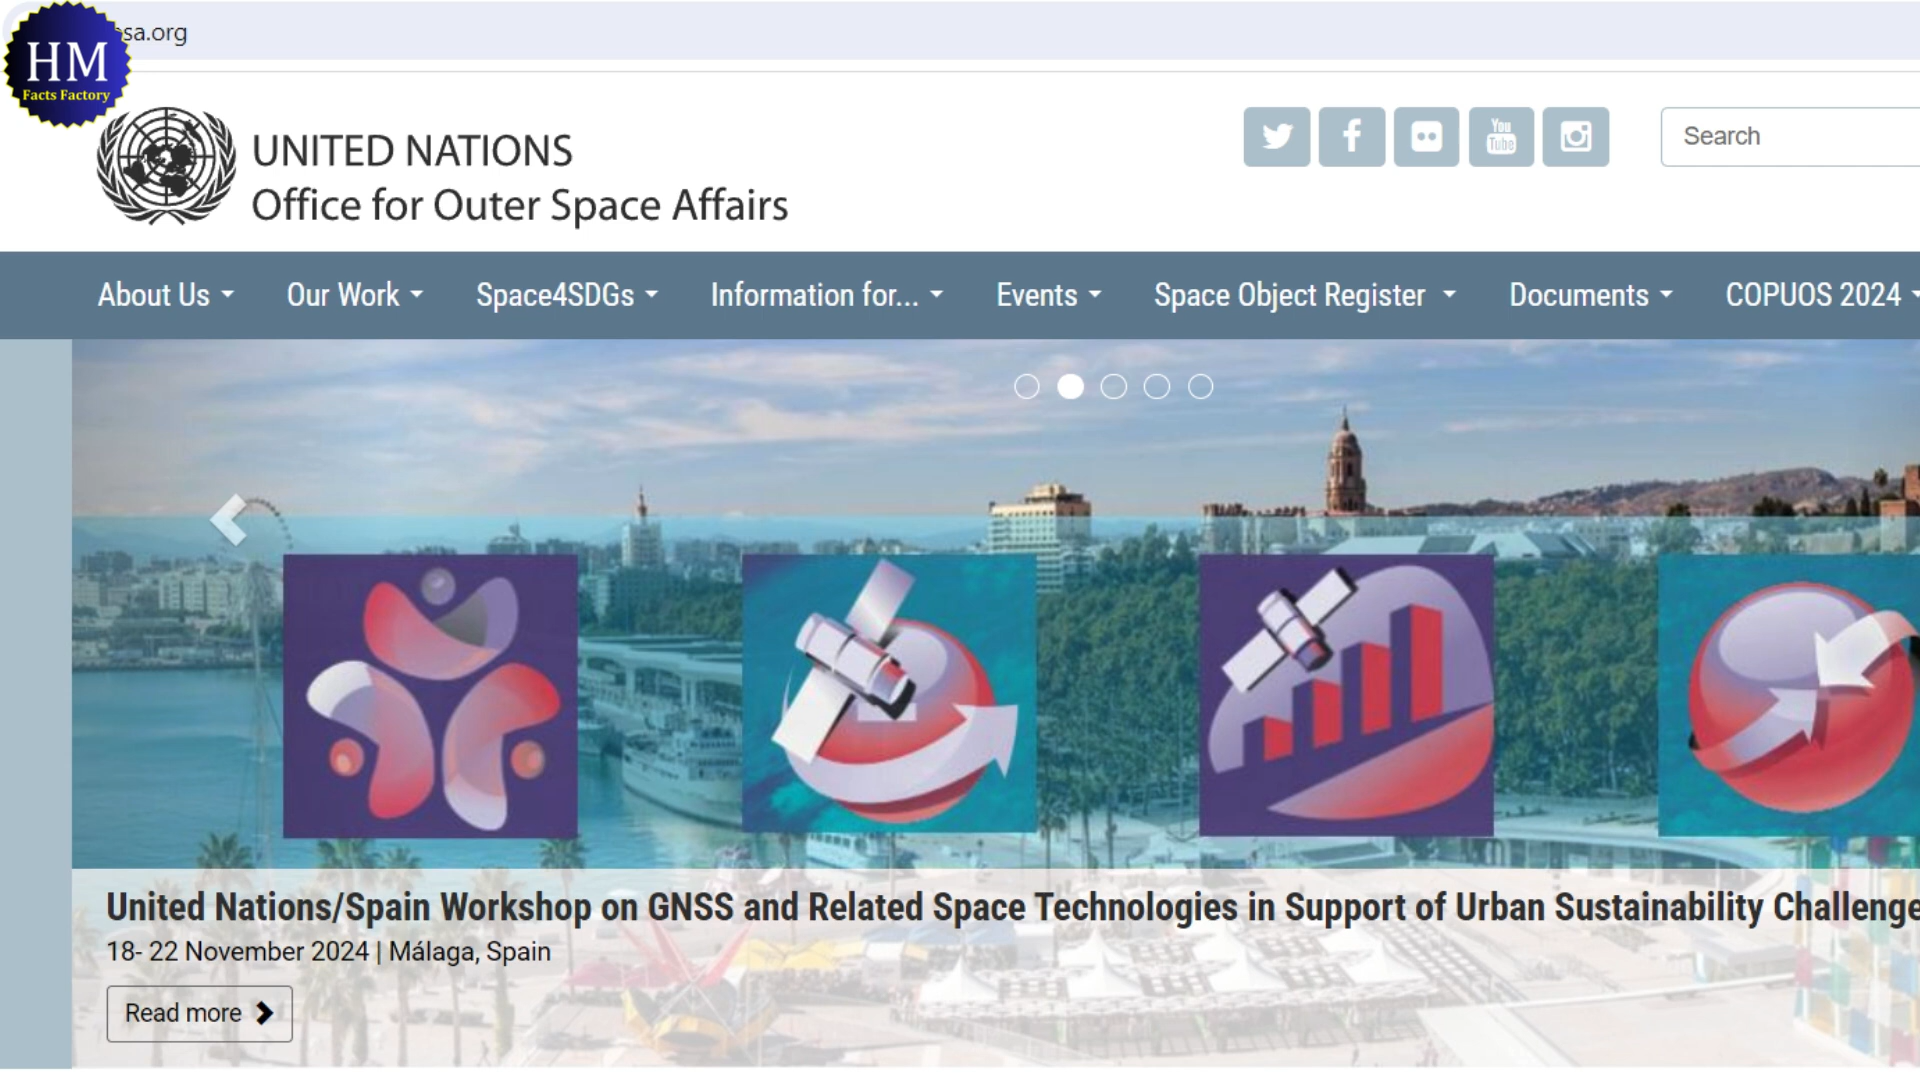 sa.org
HM
Facts Factory
UNITED NATIONS
Office for Outer Space Affairs
You
Tube
Search
About Us
Our Work
Space4SDGs
Information for...
Events
Space Object Register
Documents
COPUOS 2024
United Nations/Spain Workshop on GNSS and Related Space Technologies in Support of Urban Sustainability Challenge
18- 22 November 2024 | Málaga, Spain
Read more